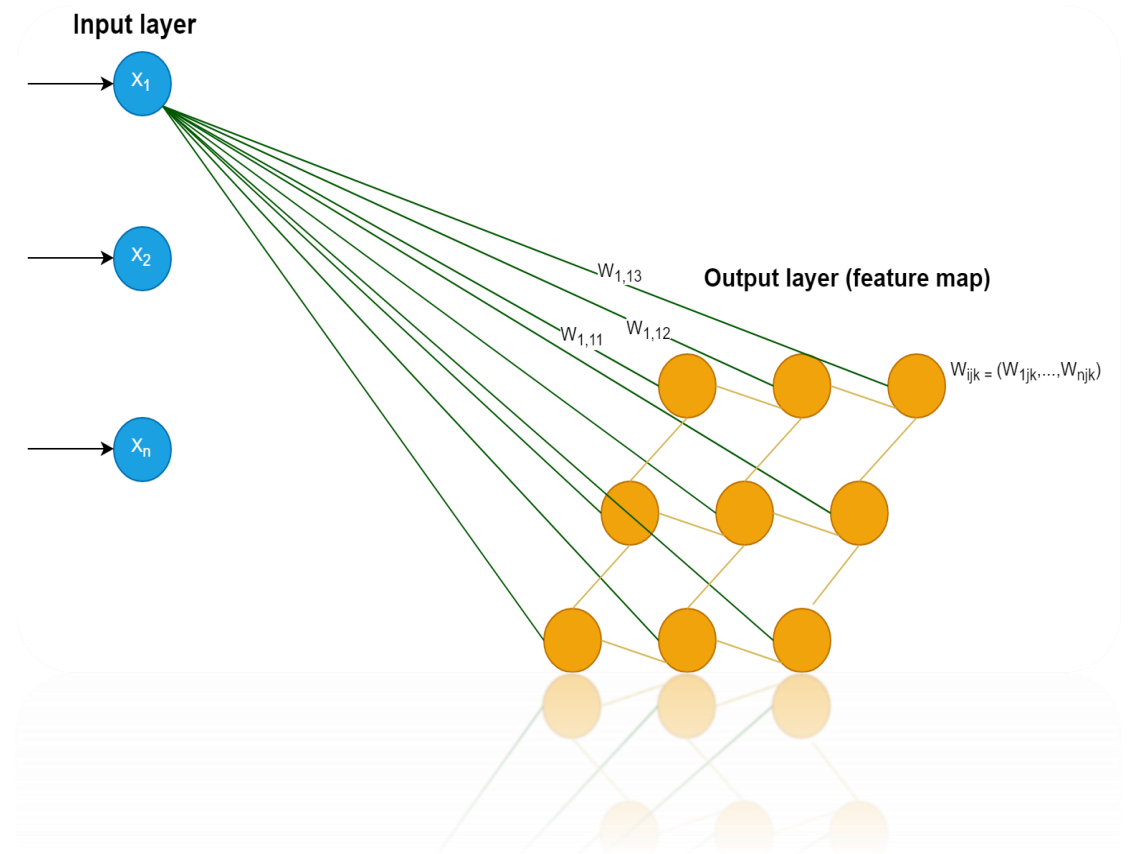 Input layer
X₁
X₂
Xₙ
W₁,₁₃
W₁,₁₂
W₁,₁₁
Output layer (feature map)
Wᵢⱼₖ = (W₁ⱼₖ,...,Wₙⱼₖ)